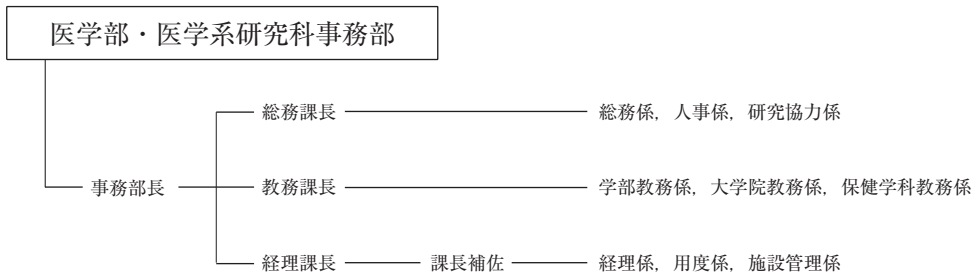 医学部・医学系研究科事務部
総務課長 総務係，人事係，研究協力係
事務部長 教務課長 学部教務係，大学院教務係，保健学科教務係
経理課長 課長補佐 経理係，用度係，施設管理係